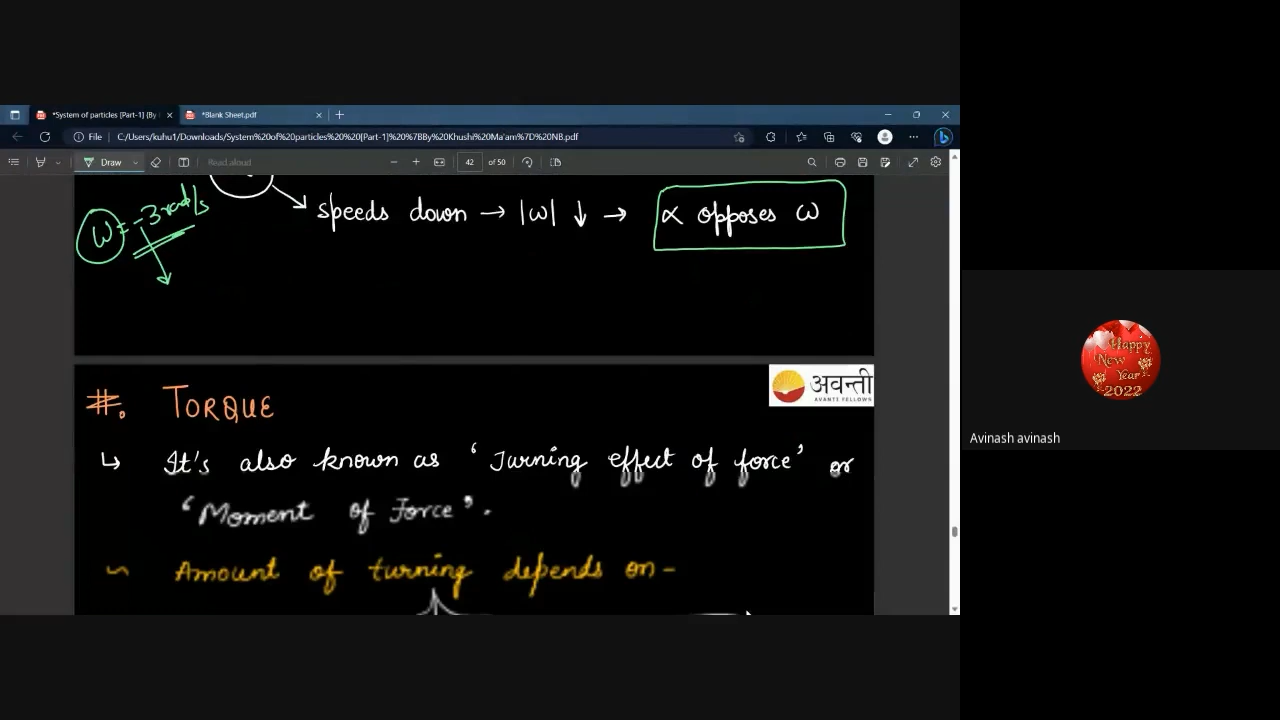 *System of particles [Part-1] {By
*Blank Sheet.pdf
File C:/Users/kuhu1/Downloads/System%20of%20particles%20%20[Part-1]%20%7BBy%20Khushi%20Ma'am%7D%20NB.pdf
Draw Read aloud 42 of 50
ω = -3 rad/s
speeds down → |ω| ↓ → α opposes ω
#. TORQUE
अवन्ती
AVANTI FELLOWS
↳ It's also known as 'Turning effect of force' or
'Moment of Force'.
~ Amount of turning depends on -
Happy
New
Year
2022
Avinash avinash